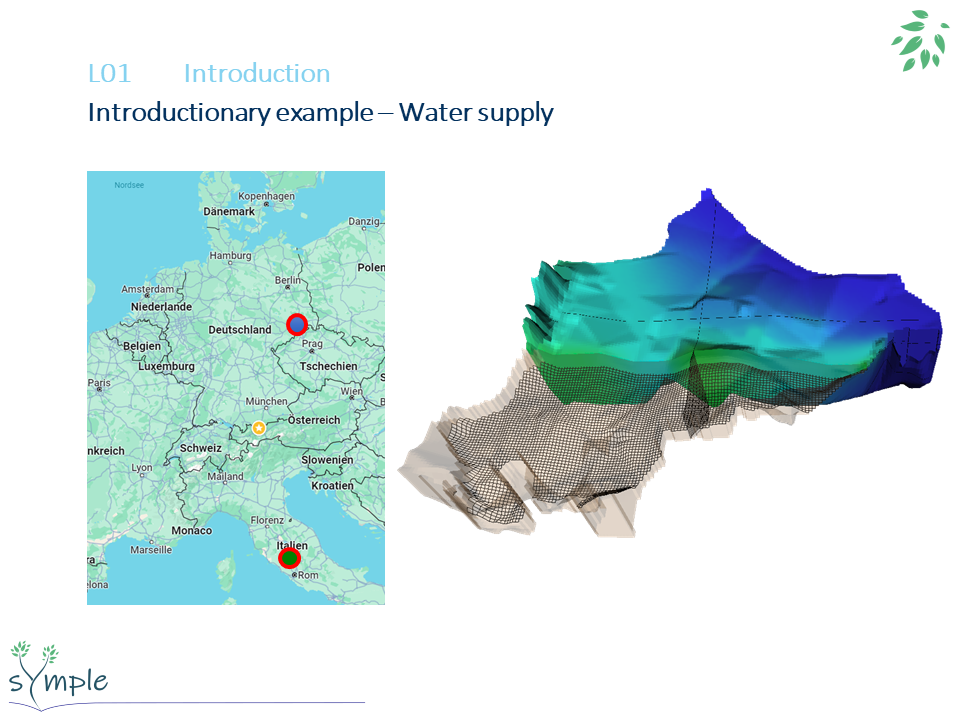 L01 Introduction
Introductionary example – Water supply
Nordsee
Kopenhagen
Dänemark
Danzig
Hamburg
Berlin
Polen
Amsterdam
Niederlande
Deutschland
Belgien
Prag
Luxemburg
Tschechien
Paris
S
Wien
München
B
Österreich
nkreich
Schweiz
Slowenien
Lyon
Mailand
Kroatien
Florenz
Monaco
Italien
Marseille
ra
Rom
elona
sYmple